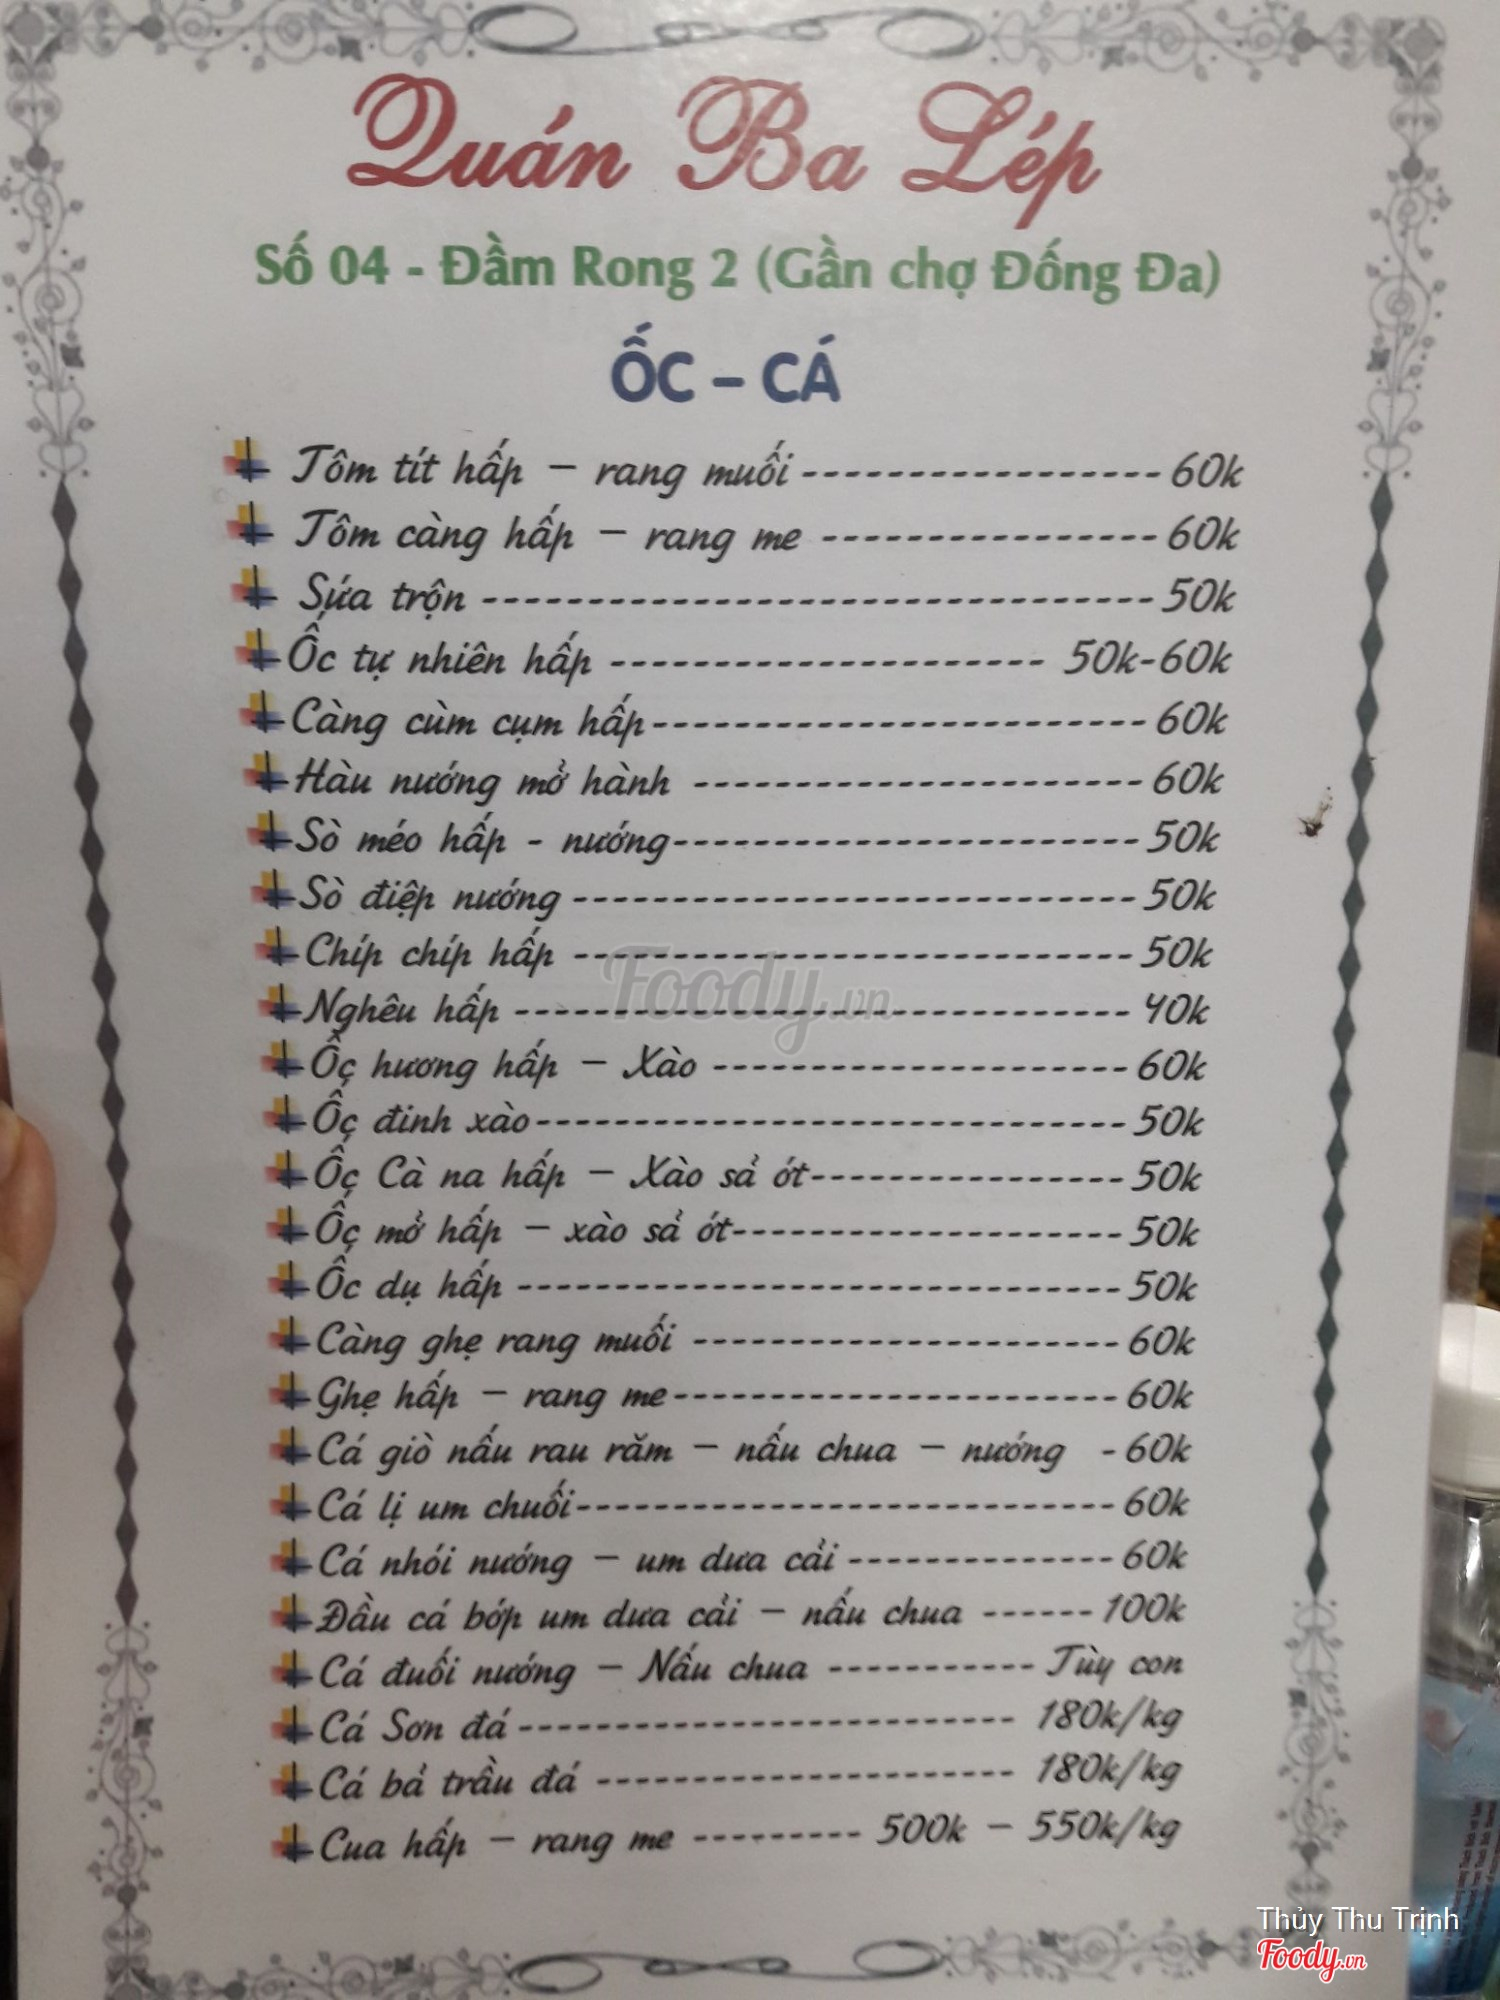 Quán Ba Lép
Số 04 - Đầm Rong 2 (Gần chợ Đống Đa)
ỐC – CÁ
Tôm tít hấp – rang muối ----------------- 60k
Tôm càng hấp – rang me ---------------- 60k
Sứa trộn -------------------------------- 50k
Ốc tự nhiên hấp --------------------- 50k-60k
Càng cùm cụm hấp------------------------ 60k
Hàu nướng mở hành ---------------------- 60k
Sò méo hấp - nướng----------------------- 50k
Sò điệp nướng --------------------------- 50k
Chíp chíp hấp --------------------------- 50k
Nghêu hấp ------------------------------ 40k
Ốc hương hấp – Xào -------------------- 60k
Ốc đinh xào----------------------------- 50k
Ốc Cà na hấp – Xào sả ớt--------------- 50k
Ốc mở hấp – xào sả ớt------------------- 50k
Ốc dụ hấp ----------------------------- 50k
Càng ghẹ rang muối --------------------- 60k
Ghẹ hấp – rang me---------------------- 60k
Cá giò nấu rau răm – nấu chua – nướng - 60k
Cá lị um chuối--------------------------- 60k
Cá nhói nướng – um dưa cải ------------- 60k
Đầu cá bóp um dưa cải – nấu chua ------ 100k
Cá đuối nướng – Nấu chua ----------- Tùy con
Cá Sơn đá------------------------- 180k/kg
Cá bả trầu đá --------------------- 180k/kg
Cua hấp – rang me --------- 500k – 550k/kg
Foody.vn
Thủy Thu Trịnh
Foody.vn